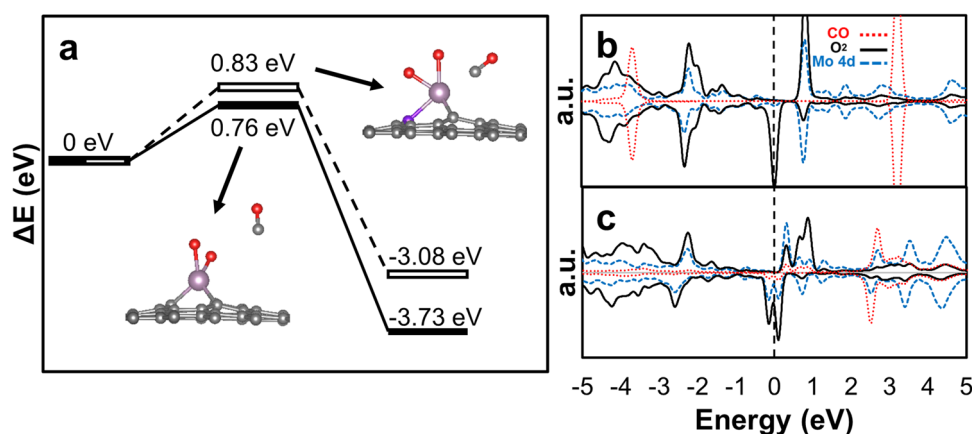 a
0.83 eV
0.76 eV
0 eV
-3.08 eV
-3.73 eV
ΔE (eV)
b
CO
O2
Mo 4d
a.u.
c
a.u.
-5 -4 -3 -2 -1 0 1 2 3 4 5
Energy (eV)